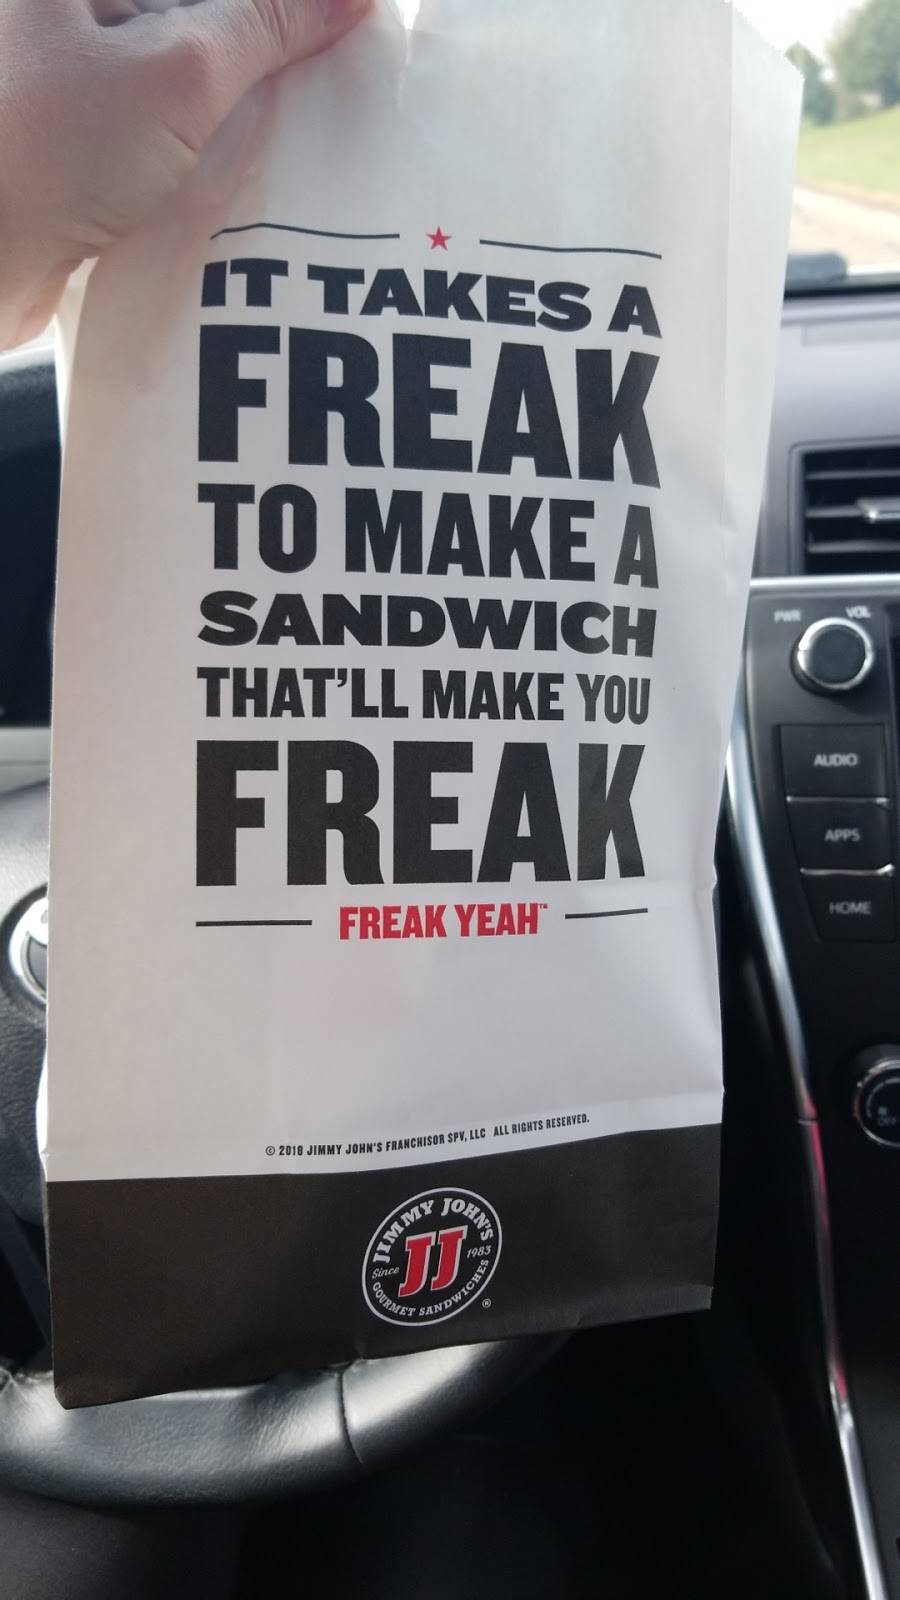 IT TAKES A
FREAK
TO MAKE A
SANDWICH
THAT'LL MAKE YOU
FREAK
FREAK YEAH™
© 2018 JIMMY JOHN'S FRANCHISOR SPV, LLC ALL RIGHTS RESERVED.
JIMMY JOHN'S
Since JJ 1983
GOURMET SANDWICHES ®
PWR VOL
AUDIO
APPS
HOME
OFF